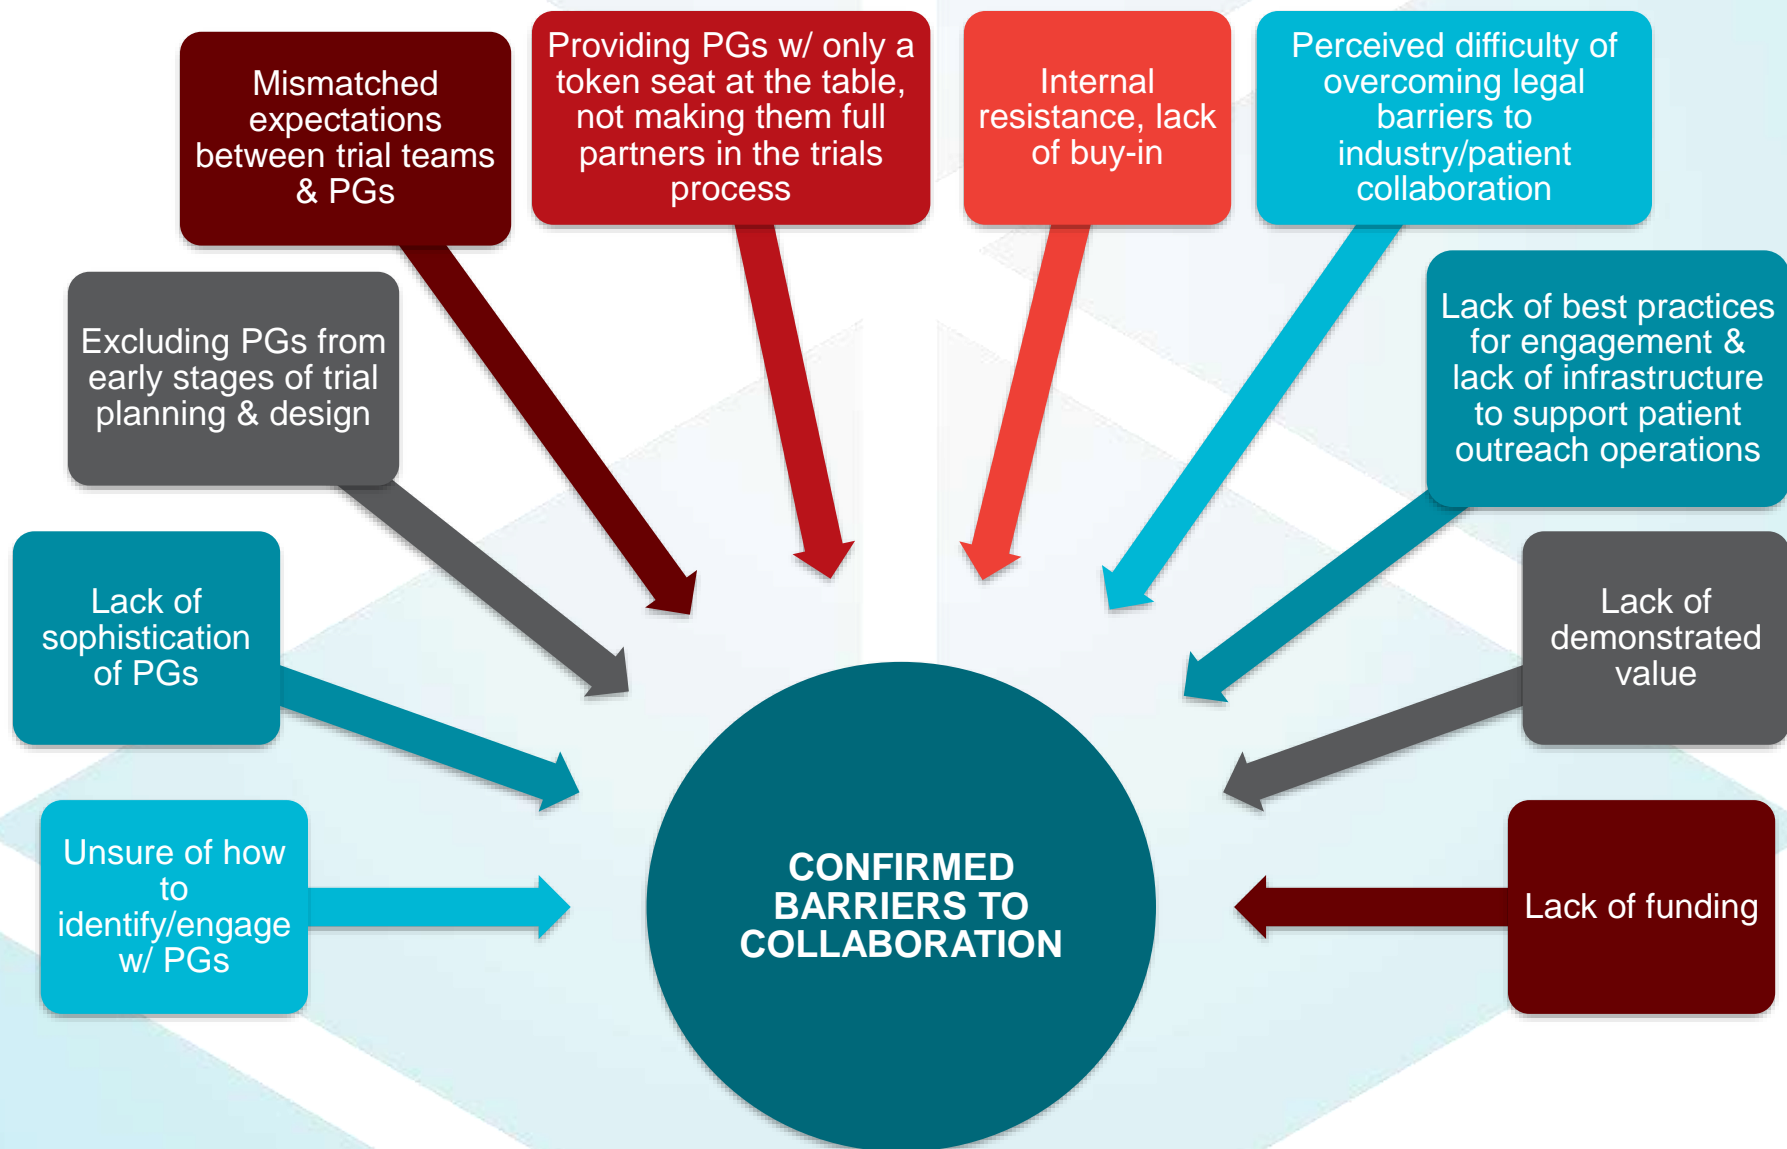 Mismatched
expectations
between trial teams
& PGs
Providing PGs w/ only a
token seat at the table,
not making them full
partners in the trials
process
Internal
resistance, lack
of buy-in
Perceived difficulty of
overcoming legal
barriers to
industry/patient
collaboration
Excluding PGs from
early stages of trial
planning & design
Lack of best practices
for engagement &
lack of infrastructure
to support patient
outreach operations
Lack of
sophistication
of PGs
Lack of
demonstrated
value
Unsure of how
to
identify/engage
w/ PGs
CONFIRMED
BARRIERS TO
COLLABORATION
Lack of funding